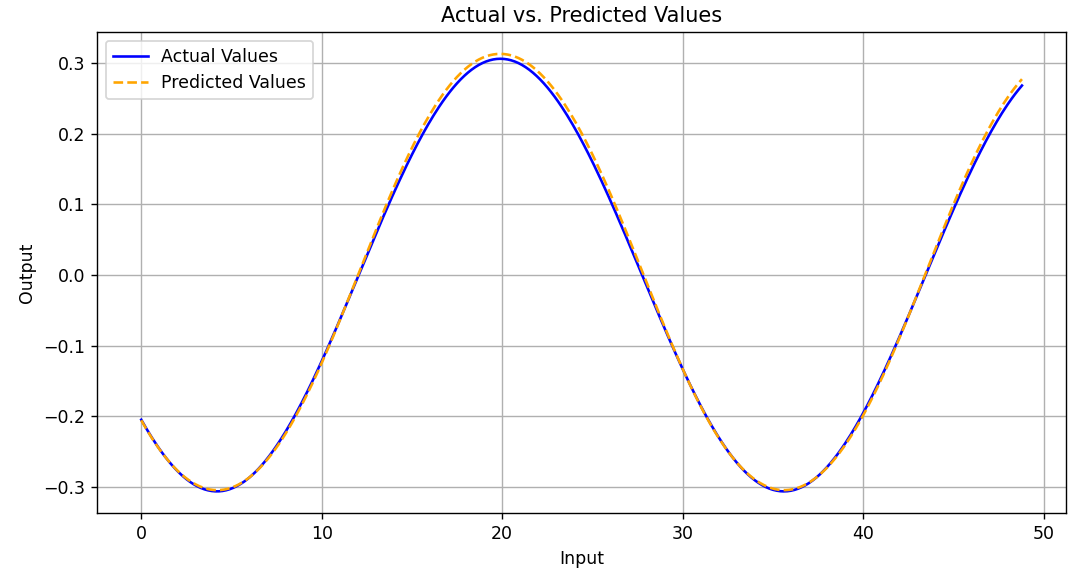 Actual vs. Predicted Values
Actual Values
Predicted Values
0.3
0.2
0.1
0.0
−0.1
−0.2
−0.3
Output
0 10 20 30 40 50
Input